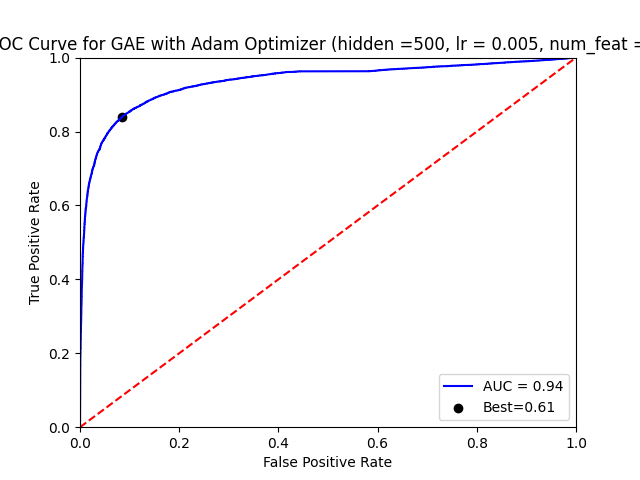 OC Curve for GAE with Adam Optimizer (hidden =500, lr = 0.005, num_feat =
1.0
0.8
0.6
0.4
0.2
0.0
True Positive Rate
AUC = 0.94
Best=0.61
0.0 0.2 0.4 0.6 0.8 1.0
False Positive Rate